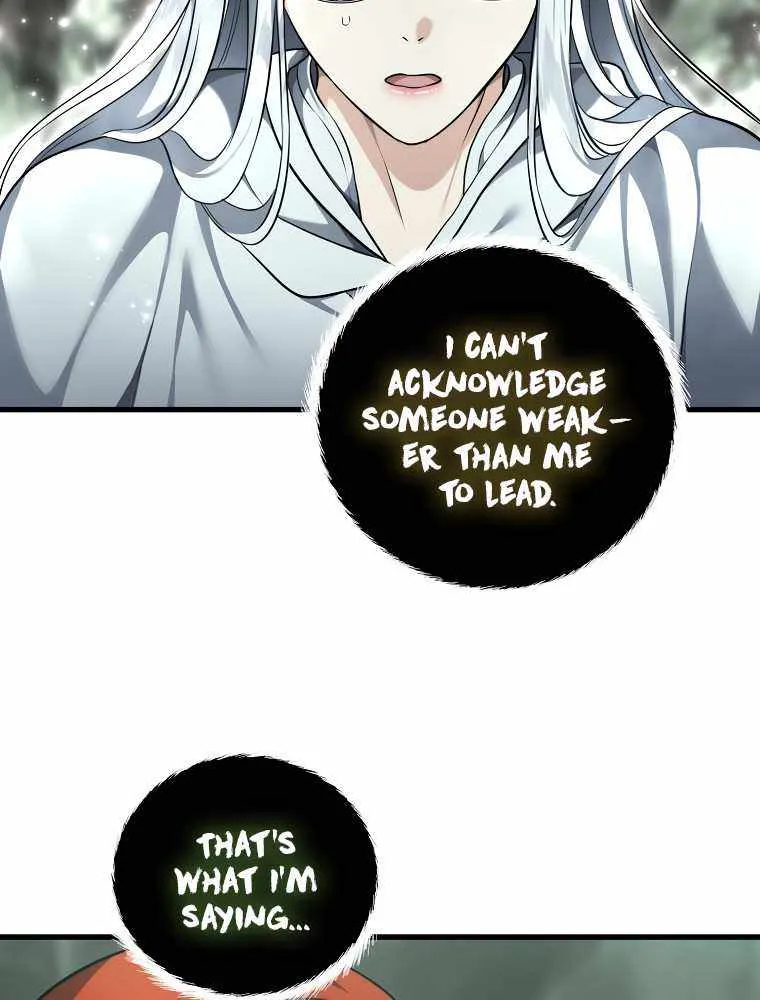 I CAN'T
ACKNOWLEDGE
SOMEONE WEAK-
ER THAN ME
TO LEAD.
THAT'S
WHAT I'M
SAYING...